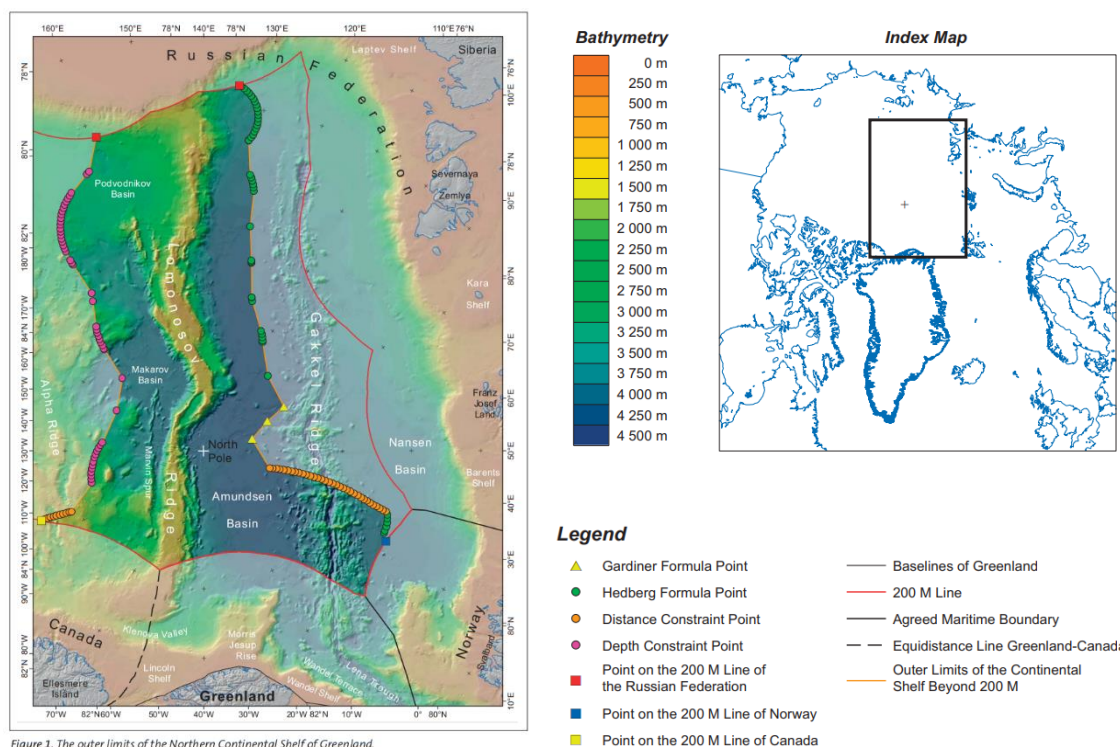 160°E
150°E
78°N
140°E
130°E
120°E
78°N
110°E
76°N
Russian Federation
Laptev Shelf
Siberia
78°N
80°N
82°N
180°W
170°W
84°N
160°W
150°W
140°W
130°W
120°W
110°W
100°W
84°N
90°W
80°W
82°N
76°N
100°E
78°N
90°E
80°E
80°N
70°E
60°E
50°E
40°E
30°E
80°N
10°E
Podvodnikov
Basin
Severnaya
Zemlya
Lomonosov
Ridge
Gakkel Ridge
Kara
Shelf
Makarov
Basin
Alpha Ridge
Franz
Josef
Land
North
Pole
Marvin Spur
Nansen
Basin
Barents
Shelf
Amundsen
Basin
Canada
Klenova Valley
Morris
Jesup
Rise
Norway
Svalbard
Lincoln
Shelf
Ellesmere
Island
Wandel Terrace
Wandel Shelf
Lena Trough
Greenland
70°W
82°N
60°W
50°W
40°W
30°W
20°W
82°N
10°W
0°
80°N
Figure 1. The outer limits of the Northern Continental Shelf of Greenland.
Bathymetry
0 m
250 m
500 m
750 m
1 000 m
1 250 m
1 500 m
1 750 m
2 000 m
2 250 m
2 500 m
2 750 m
3 000 m
3 250 m
3 500 m
3 750 m
4 000 m
4 250 m
4 500 m
Index Map
Legend
Gardiner Formula Point
Hedberg Formula Point
Distance Constraint Point
Depth Constraint Point
Point on the 200 M Line of
the Russian Federation
Point on the 200 M Line of Norway
Point on the 200 M Line of Canada
Baselines of Greenland
200 M Line
Agreed Maritime Boundary
Equidistance Line Greenland-Canada
Outer Limits of the Continental
Shelf Beyond 200 M